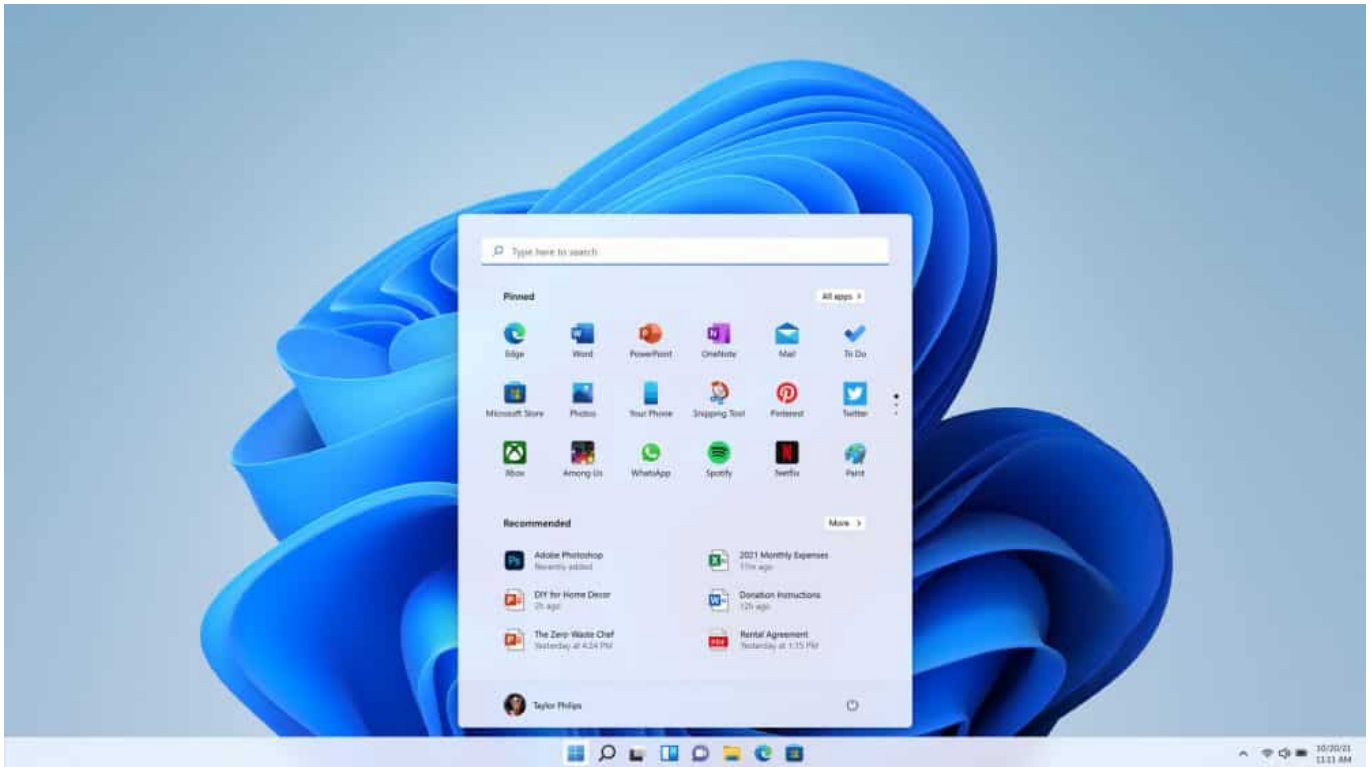 Type here to search
Pinned
All apps >
Edge
Word
PowerPoint
OneNote
Mail
To Do
Microsoft Store
Photos
Your Phone
Snipping Tool
Pinterest
Twitter
Xbox
Among Us
WhatsApp
Spotify
Netflix
Paint
Recommended
More >
Adobe Photoshop
Recently added
2021 Monthly Expenses
17m ago
DIY for Home Decor
2h ago
Donation Instructions
12h ago
The Zero-Waste Chef
Yesterday at 4:24 PM
Rental Agreement
Yesterday at 1:15 PM
Taylor Philips
10/20/21
11:11 AM